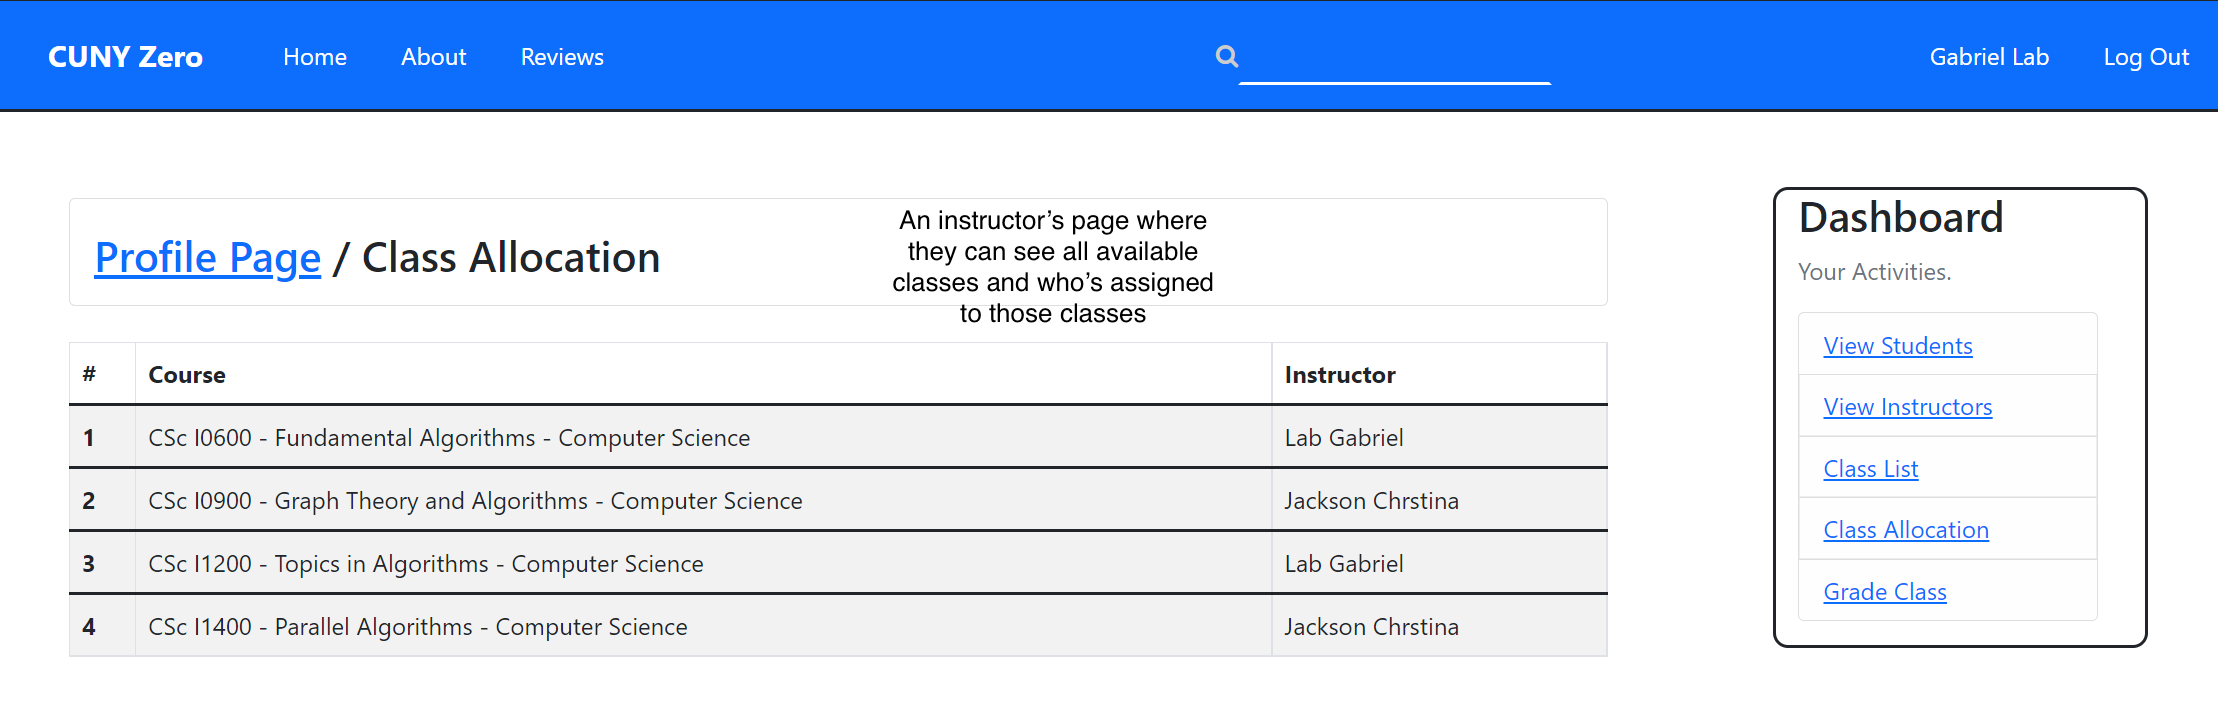 CUNY Zero Home About Reviews Gabriel Lab Log Out
Profile Page / Class Allocation
An instructor’s page where
they can see all available
classes and who’s assigned
to those classes
# Course Instructor
1 CSc I0600 - Fundamental Algorithms - Computer Science Lab Gabriel
2 CSc I0900 - Graph Theory and Algorithms - Computer Science Jackson Chrstina
3 CSc I1200 - Topics in Algorithms - Computer Science Lab Gabriel
4 CSc I1400 - Parallel Algorithms - Computer Science Jackson Chrstina
Dashboard
Your Activities.
View Students
View Instructors
Class List
Class Allocation
Grade Class